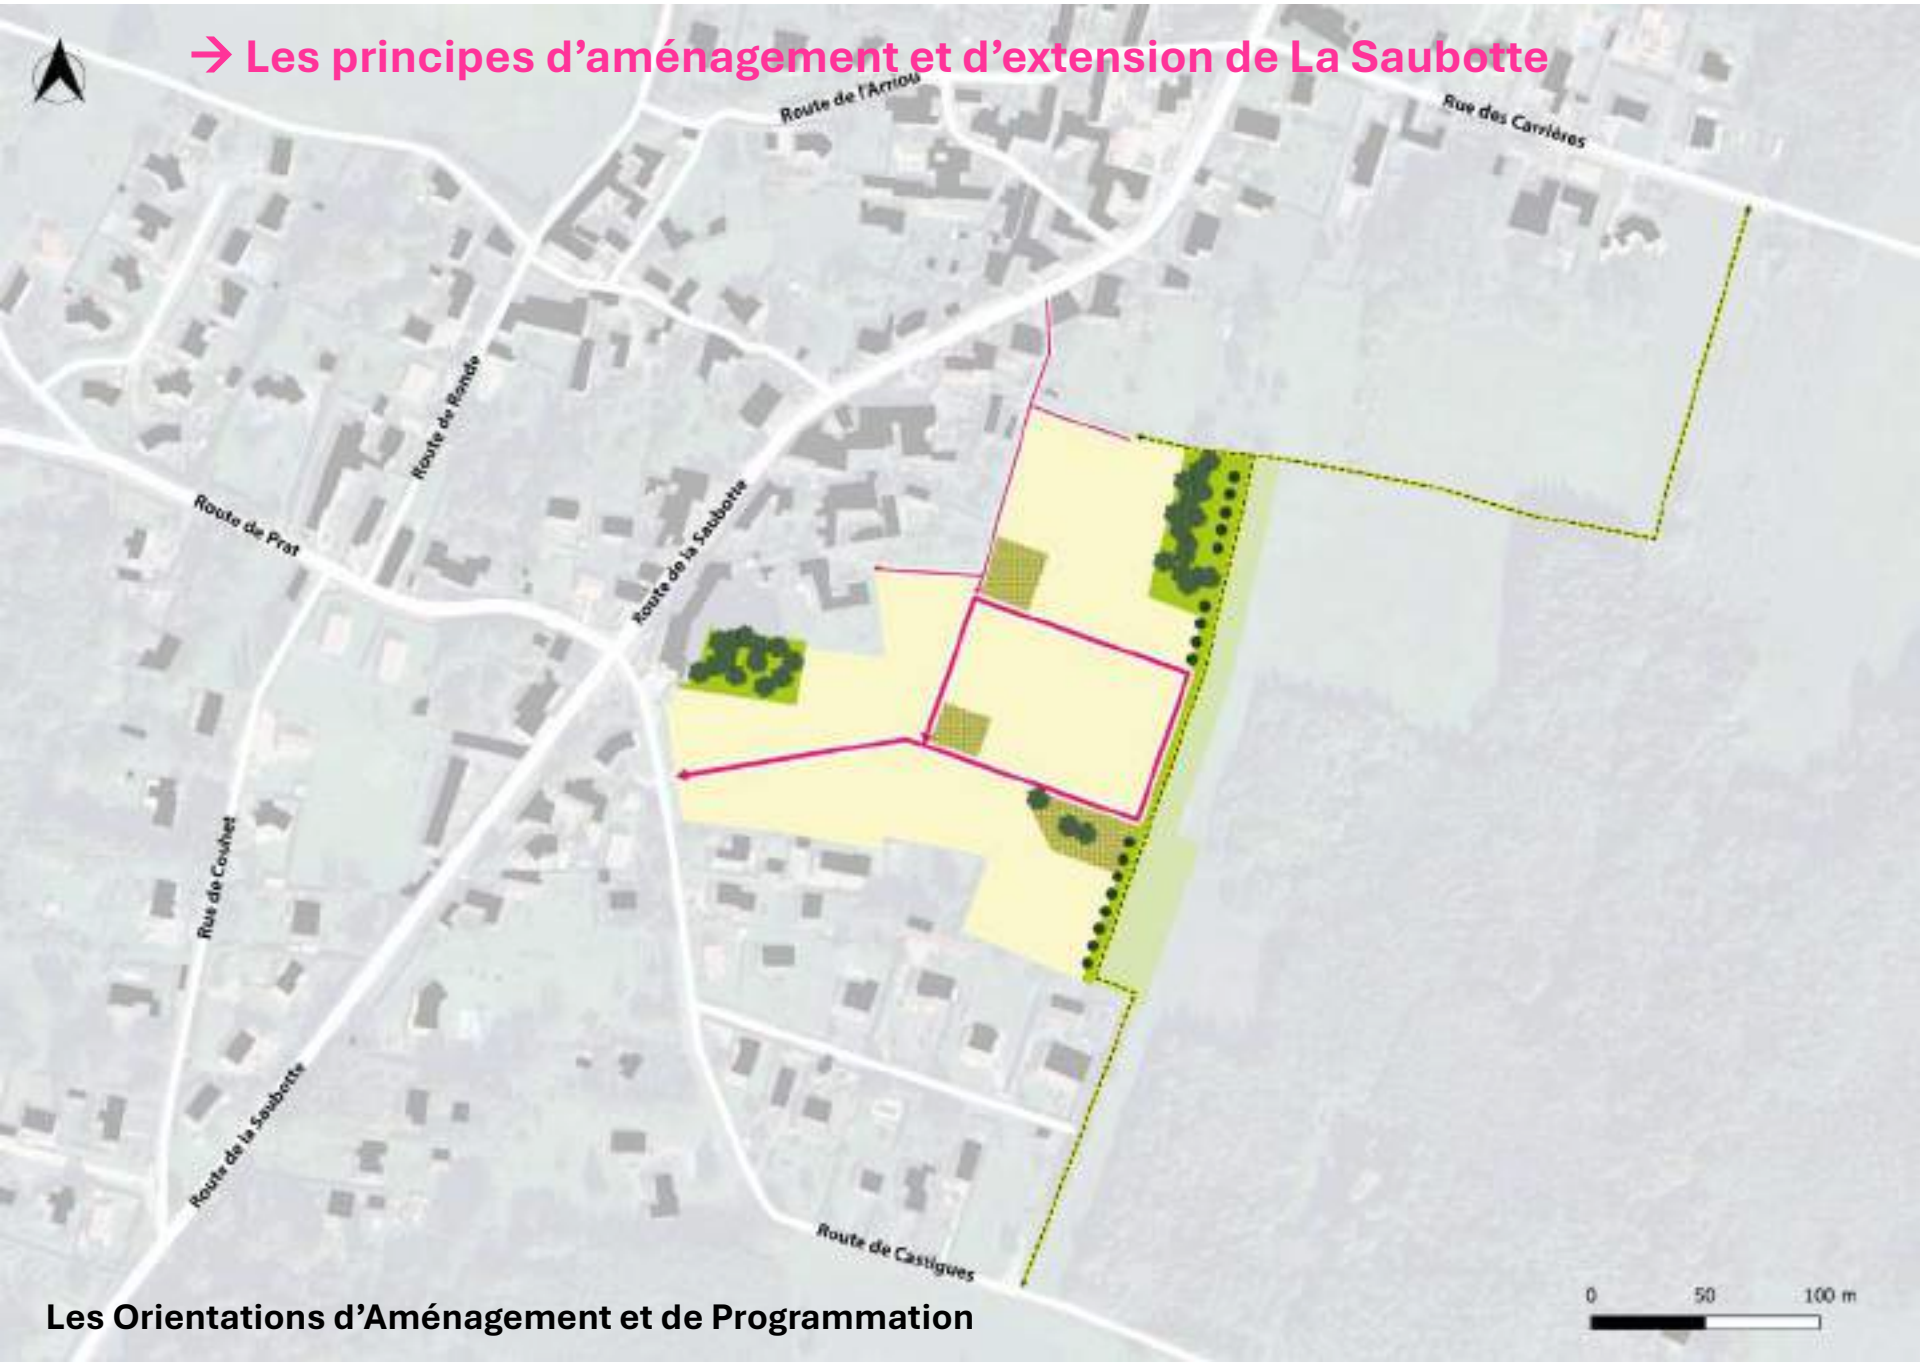 → Les principes d’aménagement et d’extension de La Saubotte
Route de l'Arriou
Rue des Carrières
Route de Ronde
Route de Prat
Route de la Saubotte
Rue de Couhet
Route de la Saubotte
Route de Castigues
0 50 100 m
Les Orientations d’Aménagement et de Programmation